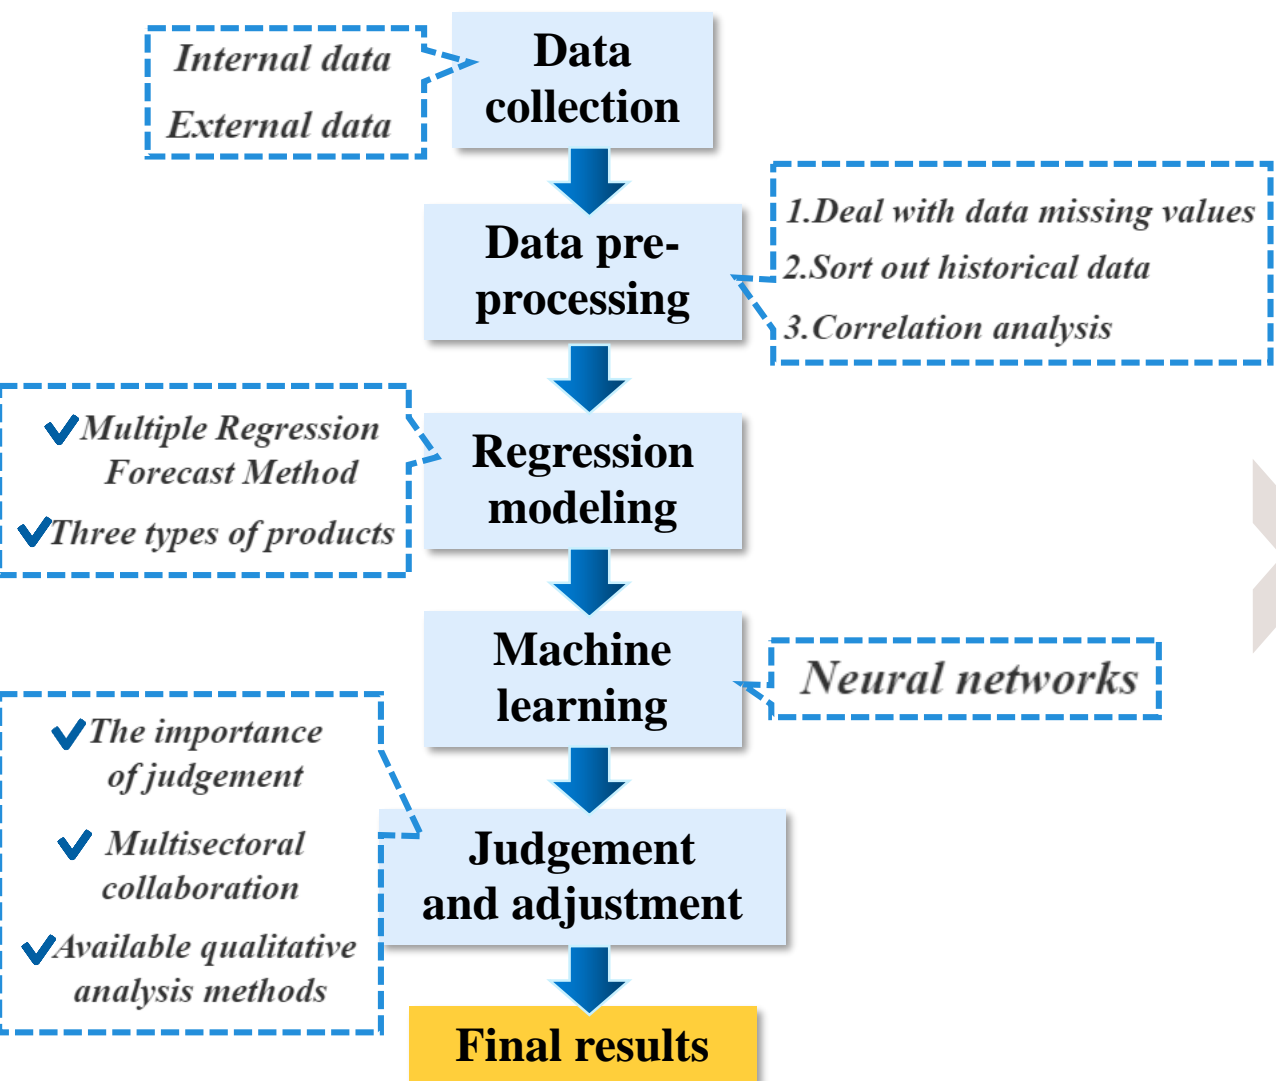 Internal data
External data
Data
collection
Data pre-
processing
1.Deal with data missing values
2.Sort out historical data
3.Correlation analysis
Multiple Regression
Forecast Method
Three types of products
Regression
modeling
Machine
learning
Neural networks
The importance
of judgement
Multisectoral
collaboration
Available qualitative
analysis methods
Judgement
and adjustment
Final results